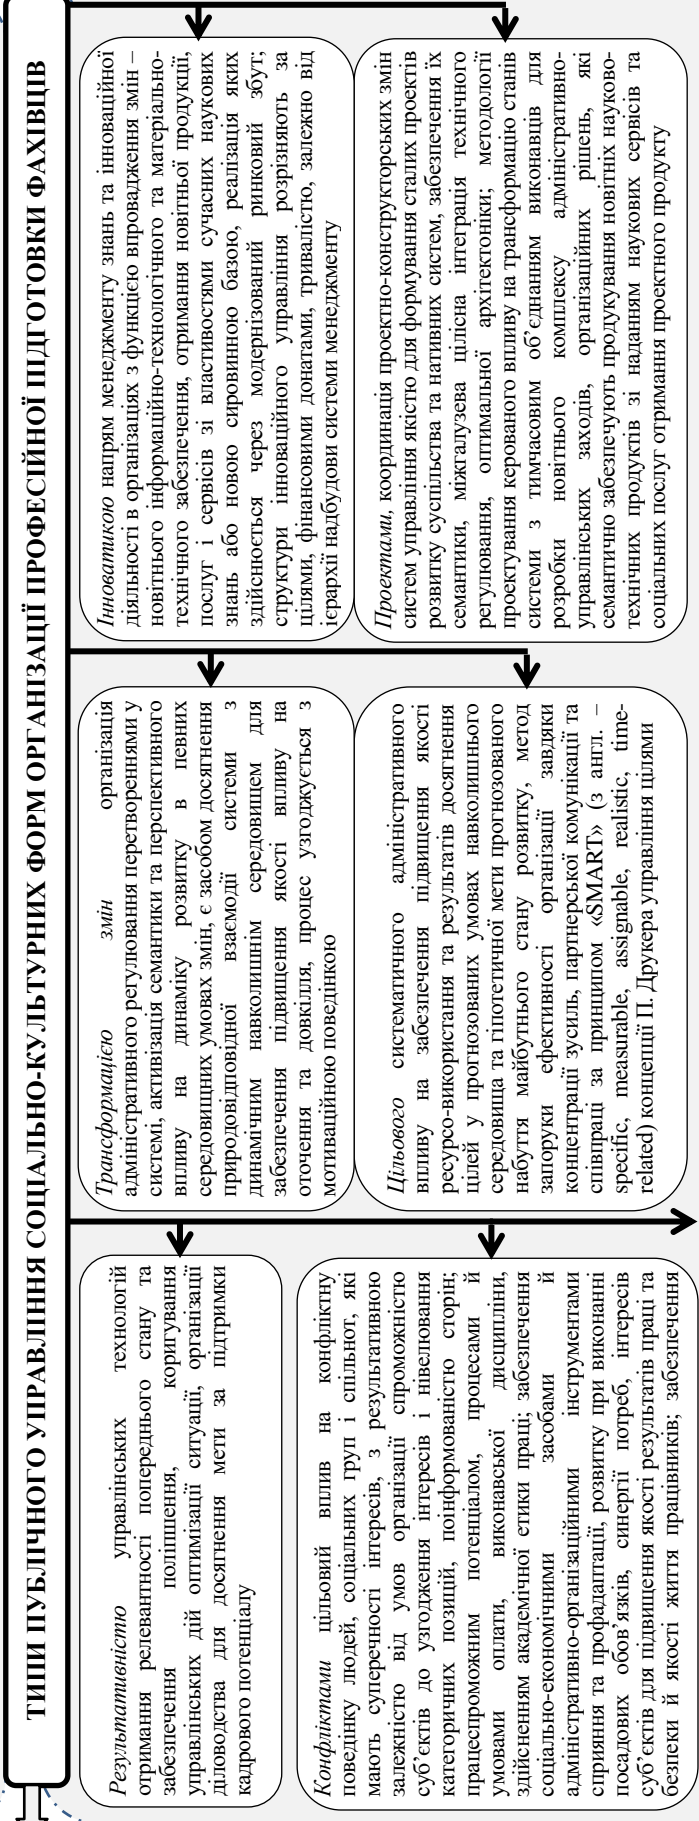 ТИПИ ПУБЛІЧНОГО УПРАВЛІННЯ СОЦІАЛЬНО-КУЛЬТУРНИХ ФОРМ ОРГАНІЗАЦІЇ ПРОФЕСІЙНОЇ ПІДГОТОВКИ ФАХІВЦІВ
Результативністю управлінських технологій
отримання релевантності попереднього стану та
забезпечення поліпшення, коригування
управлінських дій оптимізації ситуації, організації
діловодства для досягнення мети за підтримки
кадрового потенціалу
Трансформацією змін організація
адміністративного регулювання перетвореннями у
системі, активізація семантики та перспективного
впливу на динаміку розвитку в певних
середовищних умовах змін, є засобом досягнення
природовідповідної взаємодії системи з
динамічним навколишнім середовищем для
забезпечення підвищення якості впливу на
оточення та довкілля, процес узгоджується з
мотиваційною поведінкою
Інноватикою напрям менеджменту знань та інноваційної
діяльності в організаціях з функцією впровадження змін –
новітнього інформаційно-технологічного та матеріально-
технічного забезпечення, отримання новітньої продукції,
послуг і сервісів зі властивостями сучасних наукових
знань або новою сировинною базою, реалізація яких
здійснюється через модернізований ринковий збут;
структури інноваційного управління розрізняють за
цілями, фінансовими донатами, тривалістю, залежно від
ієрархії надбудови системи менеджменту
Конфліктами цільовий вплив на конфліктну
поведінку людей, соціальних груп і спільнот, які
мають суперечності інтересів, з результативною
залежністю від умов організації спроможністю
суб’єктів до узгодження інтересів і нівелювання
категоричних позицій, поінформованістю сторін;
працеспроможним потенціалом, процесами й
умовами оплати, виконавської дисципліни,
здійсненням академічної етики праці; забезпечення
соціально-економічними засобами й
адміністративно-організаційними інструментами
сприяння та профадаптації, розвитку при виконанні
посадових обов’язків, синергії потреб, інтересів
суб’єктів для підвищення якості результатів праці та
безпеки й якості життя працівників; забезпечення
Цільового систематичного адміністративного
впливу на забезпечення підвищення якості
ресурсо-використання та результатів досягнення
цілей у прогнозованих умовах навколишнього
середовища та гіпотетичної мети прогнозованого
набуття майбутнього стану розвитку, метод
запоруки ефективності організації завдяки
концентрації зусиль, партнерської комунікації та
співпраці за принципом «SMART» (з англ. –
specific, measurable, assignable, realistic, time-
related) концепції П. Друкера управління цілями
Проектами, координація проектно-конструкторських змін
систем управління якістю для формування сталих проектів
розвитку суспільства та нативних систем, забезпечення їх
семантики, міжгалузева цілісна інтеграція технічного
регулювання, оптимальної архітектоніки; методології
проектування керованого впливу на трансформацію станів
системи з тимчасовим об’єднанням виконавців для
розробки новітнього комплексу адміністративно-
управлінських заходів, організаційних рішень, які
семантично забезпечують продукування новітніх науково-
технічних продуктів зі наданням наукових сервісів та
соціальних послуг отримання проектного продукту